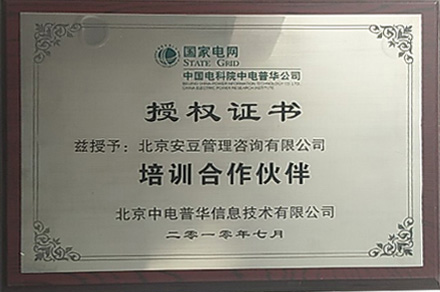 国家电网
STATE GRID
中国电科院中电普华公司
授权证书
兹授予：北京安豆管理咨询有限公司
培训合作伙伴
北京中电普华信息技术有限公司
二零一零年七月